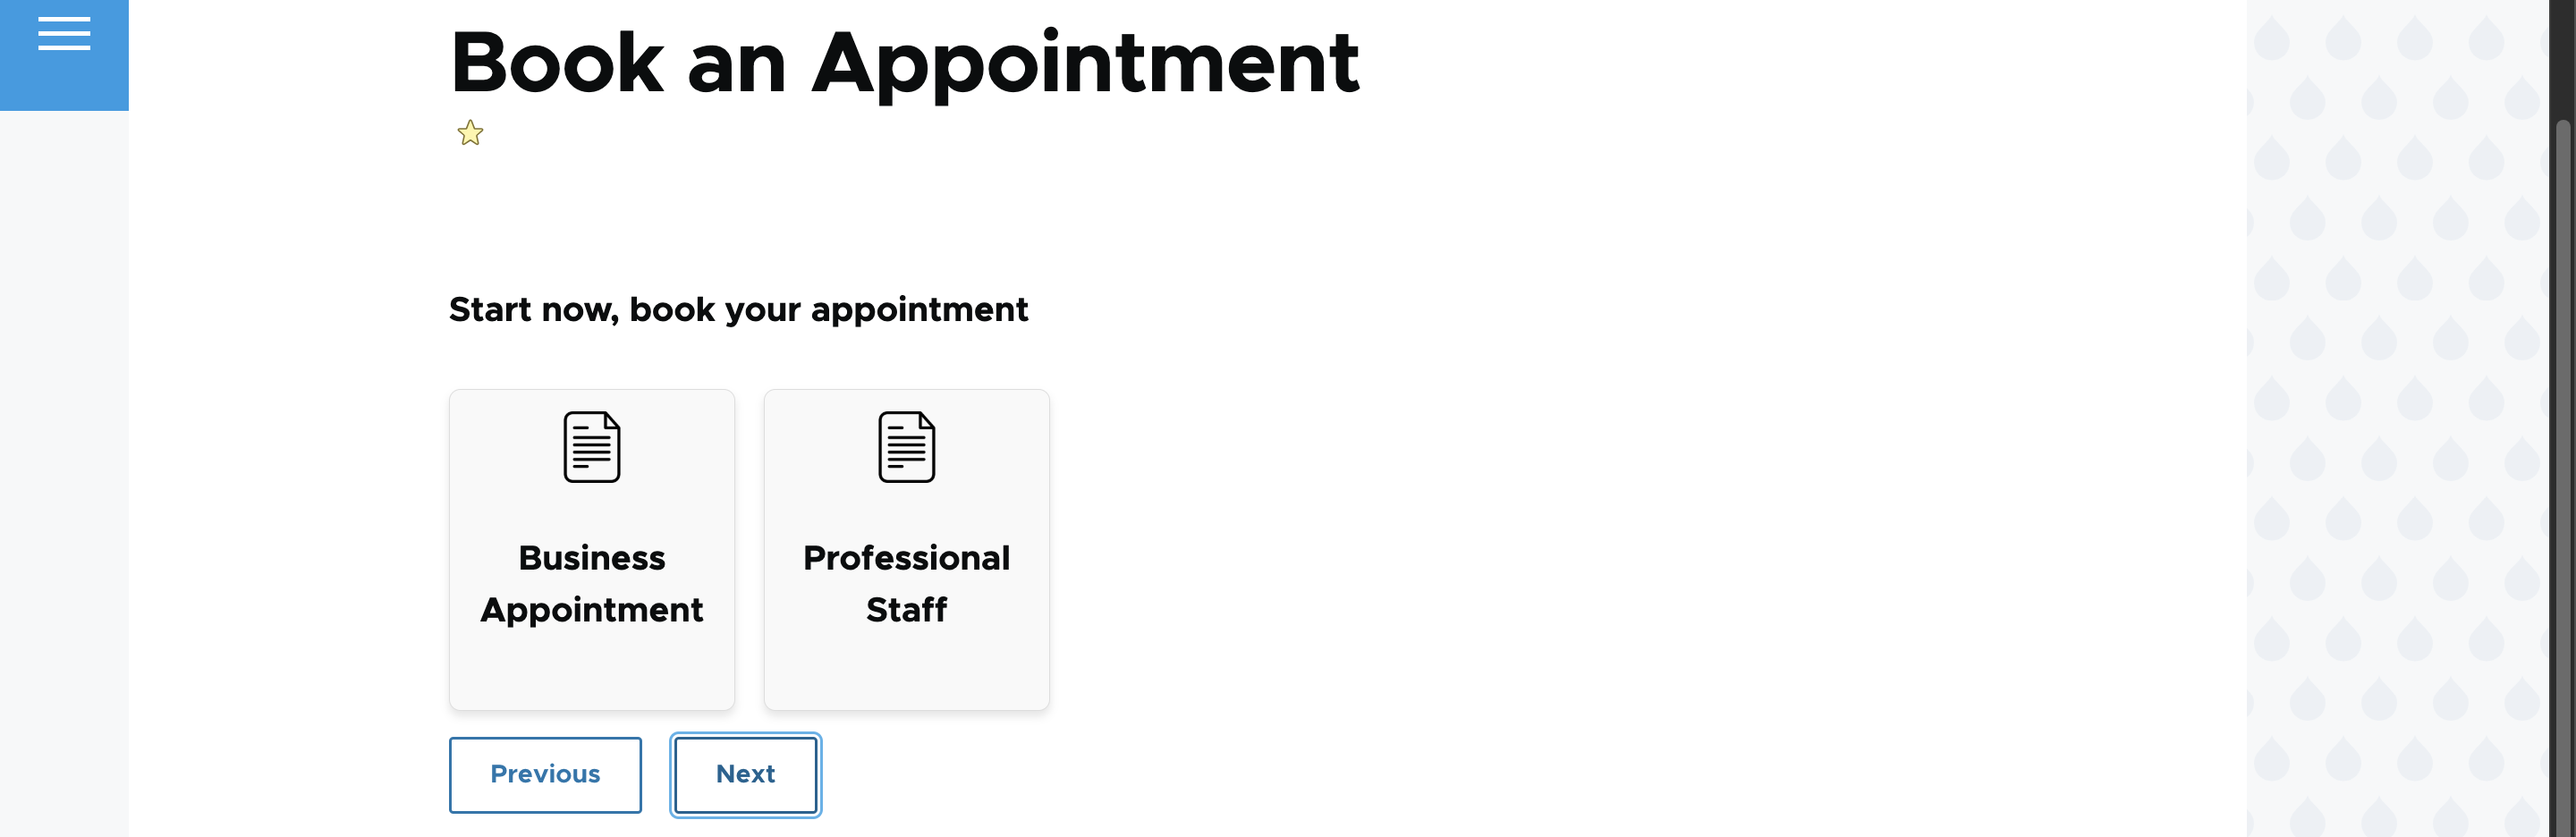 Book an Appointment
Start now, book your appointment
Business
Appointment
Professional
Staff
Previous
Next